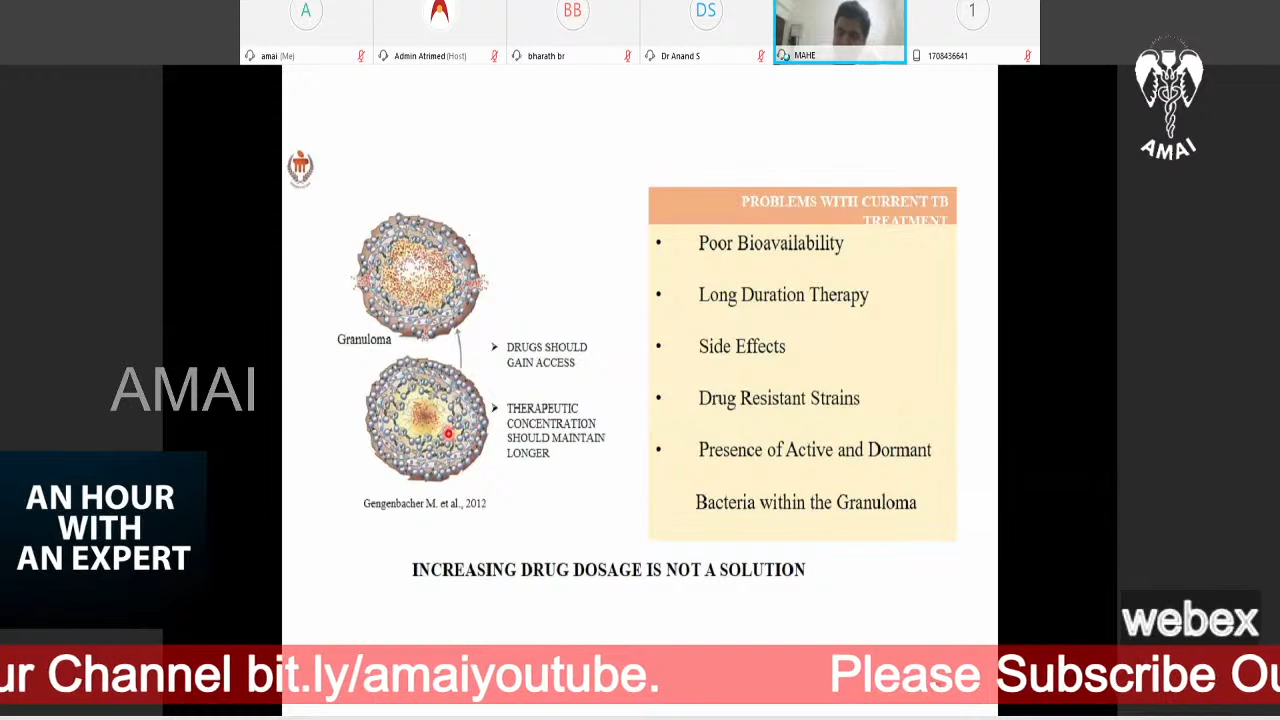 A
BB
DS
1
amai (Me)
Admin Atrimed (Host)
bharath br
Dr Anand S
MAHE
1708436641
AMAI
PROBLEMS WITH CURRENT TB
TREATMENT
• Poor Bioavailability
• Long Duration Therapy
• Side Effects
• Drug Resistant Strains
• Presence of Active and Dormant
Bacteria within the Granuloma
Granuloma
➤ DRUGS SHOULD
GAIN ACCESS
➤ THERAPEUTIC
CONCENTRATION
SHOULD MAINTAIN
LONGER
Gengenbacher M. et al., 2012
INCREASING DRUG DOSAGE IS NOT A SOLUTION
AMAI
AN HOUR
WITH
AN EXPERT
webex
ur Channel bit.ly/amaiyoutube. Please Subscribe Ou